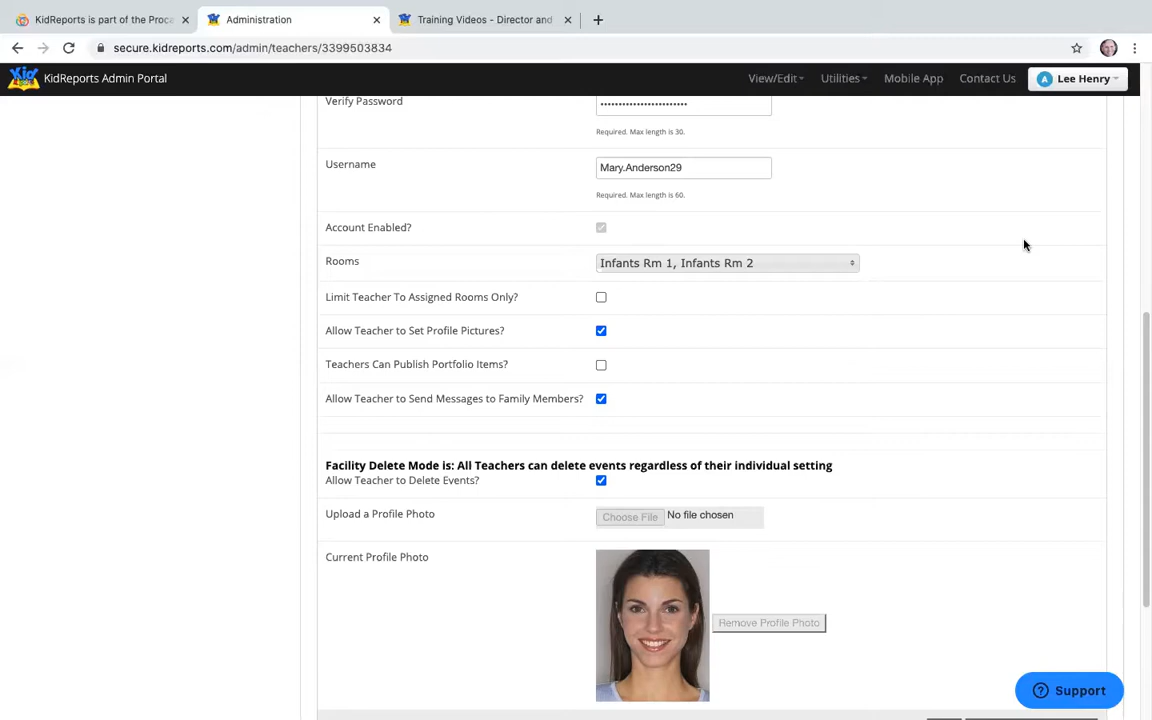 KidReports is part of the Proca
Administration
Training Videos - Director and
secure.kidreports.com/admin/teachers/3399503834
Kid
KidReports Admin Portal
View/Edit
Utilities
Mobile App
Contact Us
A
Lee Henry
Verify Password
Required. Max length is 30.
Username
Mary.Anderson29
Required. Max length is 60.
Account Enabled?
Rooms
Infants Rm 1, Infants Rm 2
Limit Teacher To Assigned Rooms Only?
Allow Teacher to Set Profile Pictures?
Teachers Can Publish Portfolio Items?
Allow Teacher to Send Messages to Family Members?
Facility Delete Mode is: All Teachers can delete events regardless of their individual setting
Allow Teacher to Delete Events?
Upload a Profile Photo
Choose File No file chosen
Current Profile Photo
Remove Profile Photo
Support